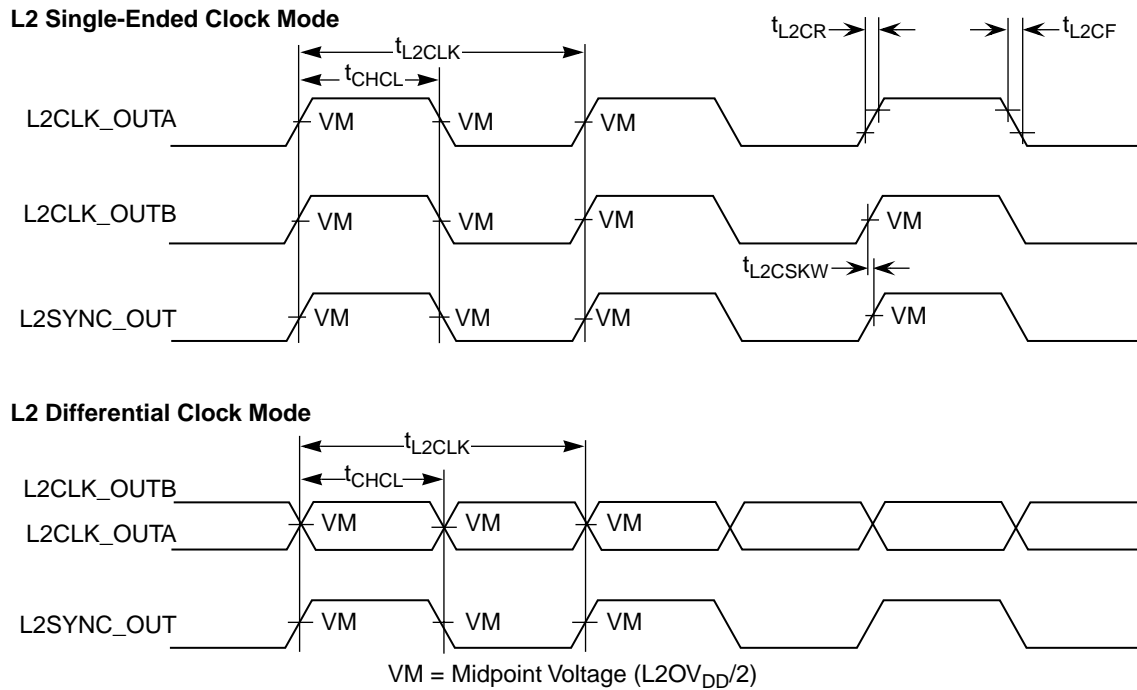 L2 Single-Ended Clock Mode
tL2CR tL2CF
tL2CLK
tCHCL
L2CLK_OUTA VM VM VM
L2CLK_OUTB VM VM VM VM
tL2CSKW
L2SYNC_OUT VM VM VM VM
L2 Differential Clock Mode
tL2CLK
tCHCL
L2CLK_OUTB
L2CLK_OUTA VM VM VM
L2SYNC_OUT VM VM VM
VM = Midpoint Voltage (L2OVDD/2)